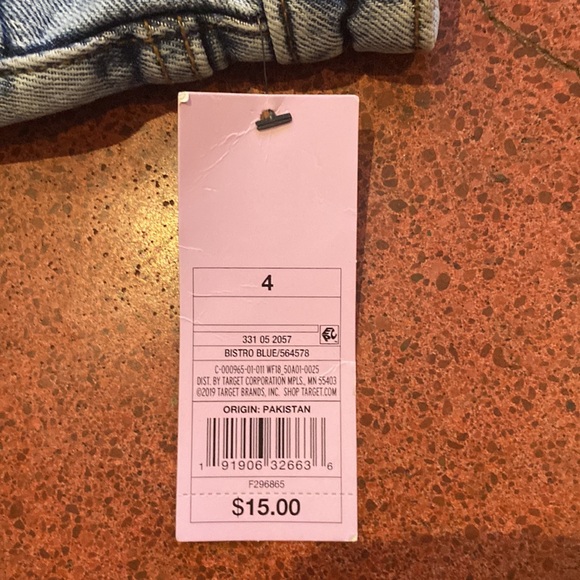 4
331 05 2057
BISTRO BLUE/564578
C-000965-01-011 WF18_50A01-0025
DIST. BY TARGET CORPORATION MPLS., MN 55403
©2019 TARGET BRANDS, INC. SHOP TARGET.COM
ORIGIN: PAKISTAN
1 91906 32663 6
F296865
$15.00